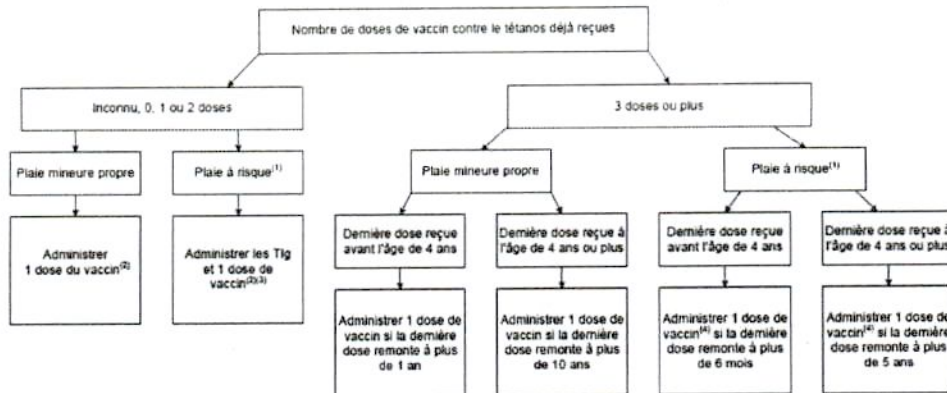 Nombre de doses de vaccin contre le tétanos déjà reçues
Inconnu, 0, 1 ou 2 doses
3 doses ou plus
Plaie mineure propre
Plaie à risque(1)
Plaie mineure propre
Plaie à risque(1)
Administrer
1 dose du vaccin(2)
Administrer les TIg
et 1 dose de
vaccin(2)(3)
Dernière dose reçue
avant l'âge de 4 ans
Dernière dose reçue à
l'âge de 4 ans ou plus
Dernière dose reçue
avant l'âge de 4 ans
Dernière dose reçue à
l'âge de 4 ans ou plus
Administrer 1 dose de
vaccin si la dernière
dose remonte à plus
de 1 an
Administrer 1 dose de
vaccin si la dernière
dose remonte à plus
de 10 ans
Administrer 1 dose de
vaccin(4) si la dernière
dose remonte à plus
de 6 mois
Administrer 1 dose de
vaccin(4) si la dernière
dose remonte à plus
de 5 ans